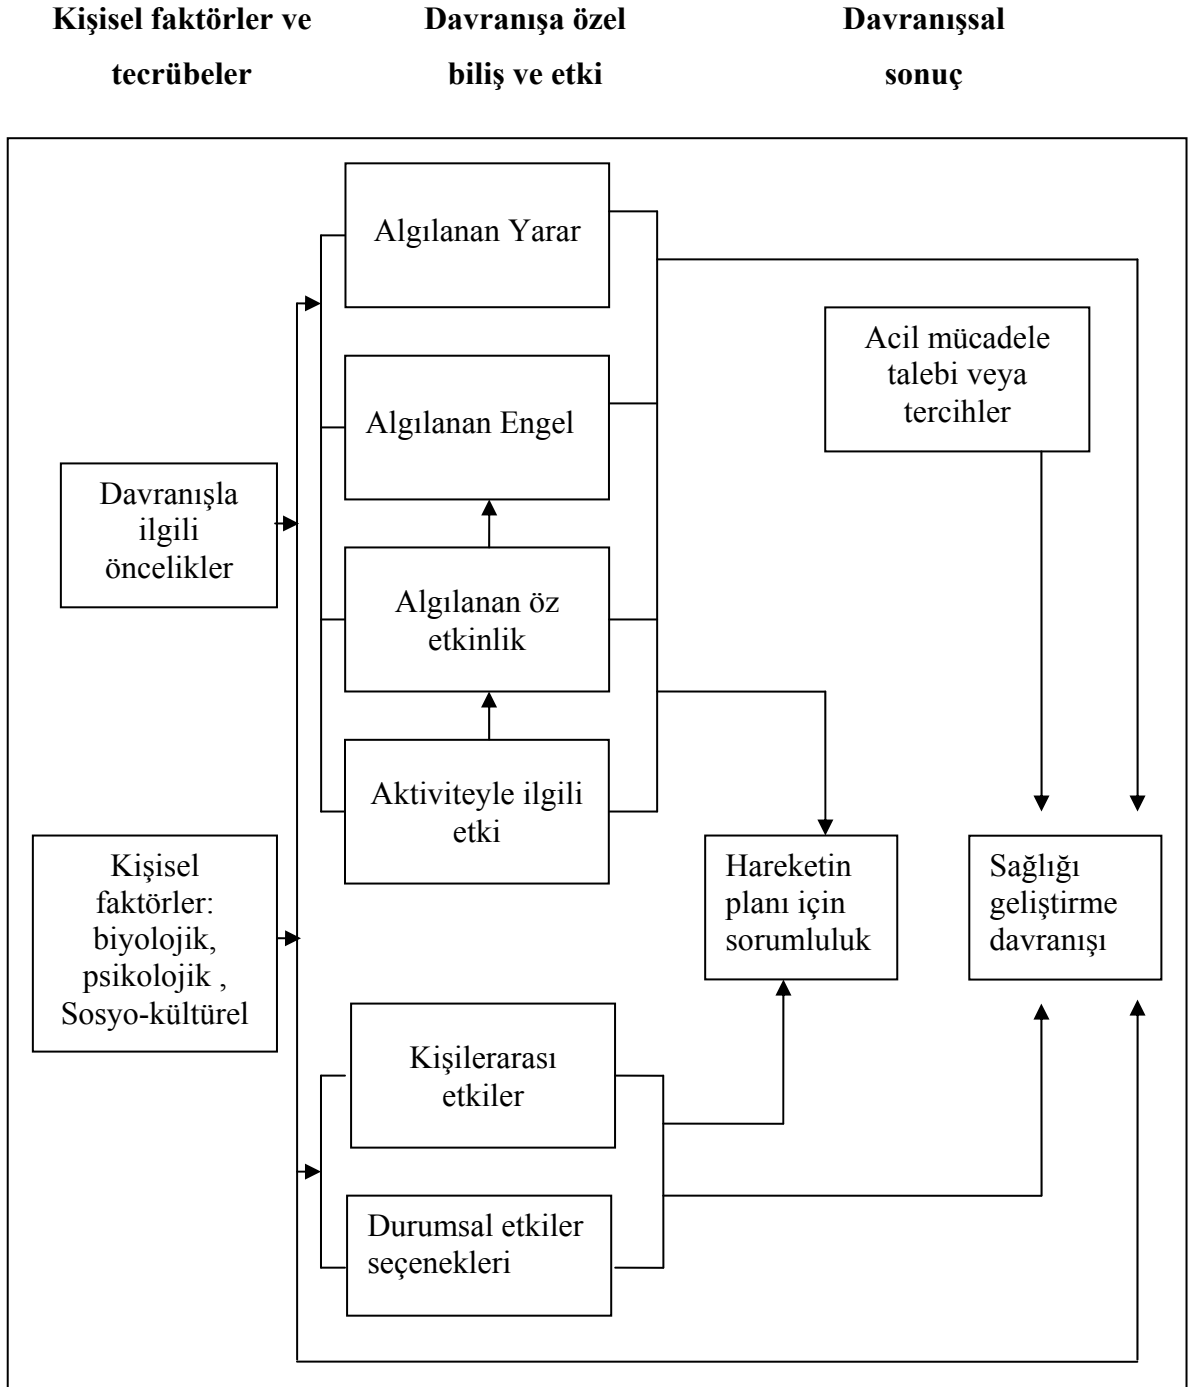 Kişisel faktörler ve
tecrübeler
Davranışa özel
biliş ve etki
Davranışsal
sonuç
Algılanan Yarar
Algılanan Engel
Algılanan öz
etkinlik
Aktiviteyle ilgili
etki
Acil mücadele
talebi veya
tercihler
Davranışla
ilgili
öncelikler
Kişisel
faktörler:
biyolojik,
psikolojik ,
Sosyo-kültürel
Hareketin
planı için
sorumluluk
Sağlığı
geliştirme
davranışı
Kişilerarası
etkiler
Durumsal etkiler
seçenekleri